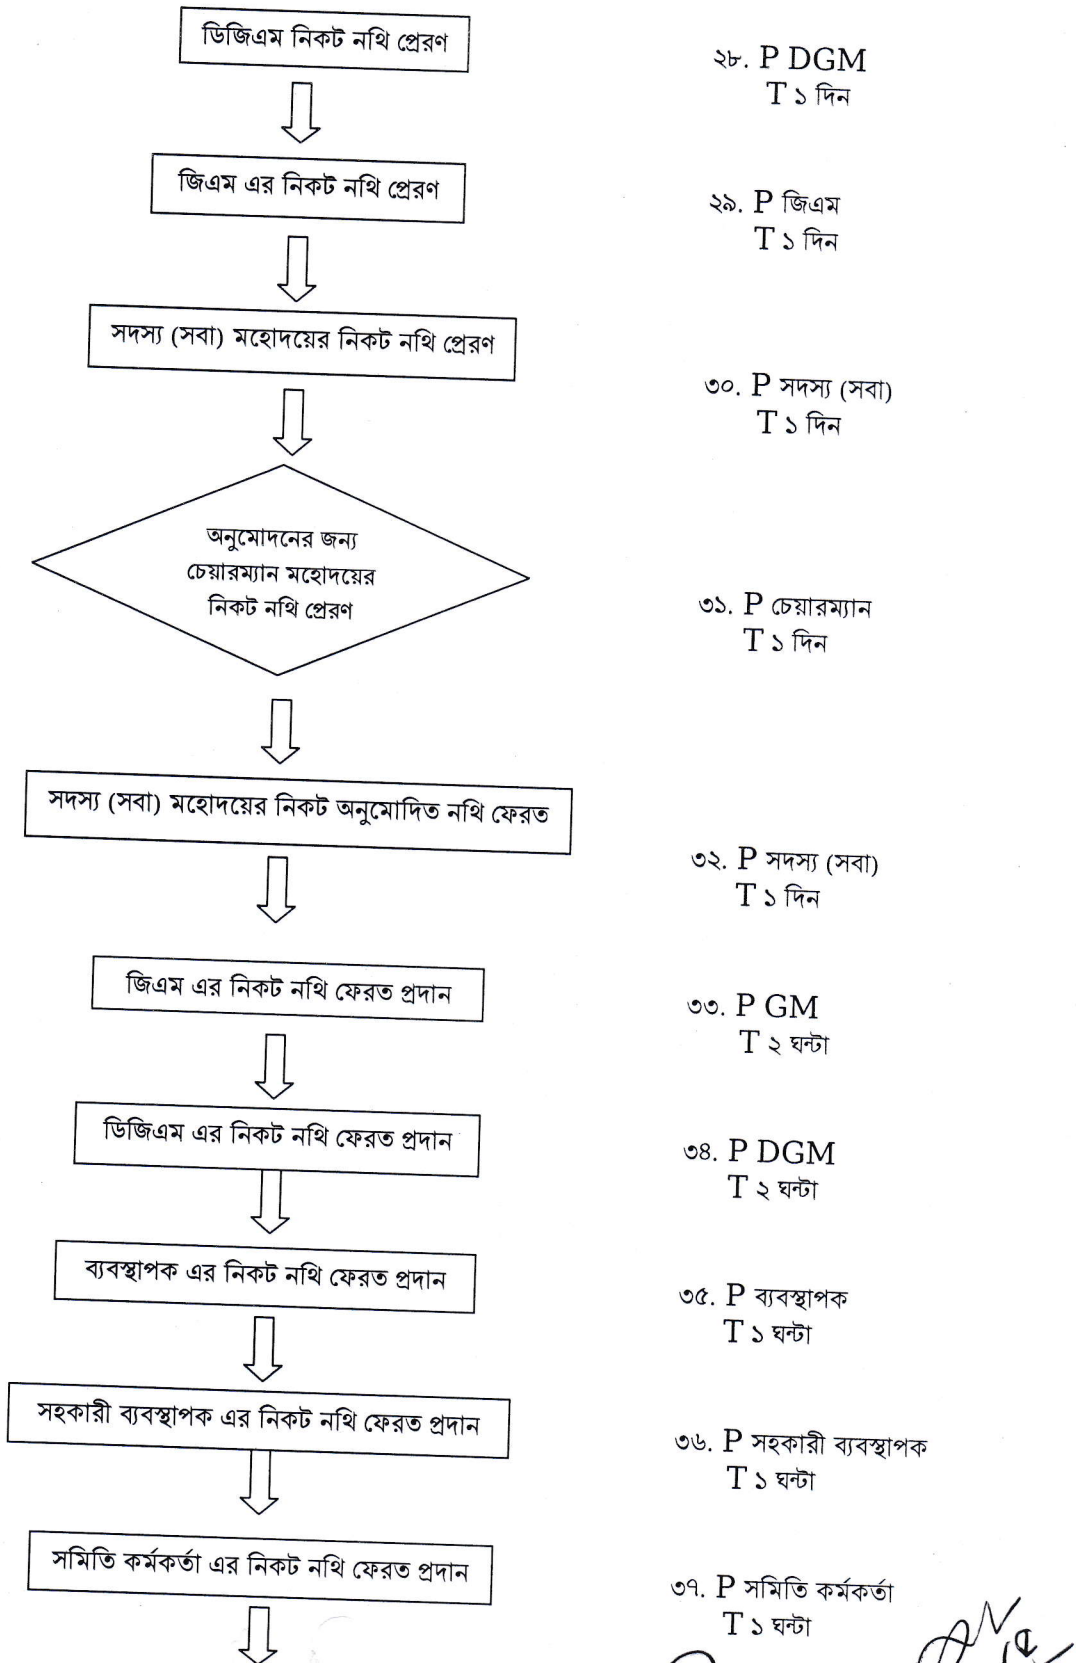 ডিজিএম নিকট নথি প্রেরণ
২৮. P DGM
T ১ দিন
জিএম এর নিকট নথি প্রেরণ
২৯. P জিএম
T ১ দিন
সদস্য (সবা) মহোদয়ের নিকট নথি প্রেরণ
৩০. P সদস্য (সবা)
T ১ দিন
অনুমোদনের জন্য
চেয়ারম্যান মহোদয়ের
নিকট নথি প্রেরণ
৩১. P চেয়ারম্যান
T ১ দিন
সদস্য (সবা) মহোদয়ের নিকট অনুমোদিত নথি ফেরত
৩২. P সদস্য (সবা)
T ১ দিন
জিএম এর নিকট নথি ফেরত প্রদান
৩৩. P GM
T ২ ঘন্টা
ডিজিএম এর নিকট নথি ফেরত প্রদান
৩৪. P DGM
T ২ ঘন্টা
ব্যবস্থাপক এর নিকট নথি ফেরত প্রদান
৩৫. P ব্যবস্থাপক
T ১ ঘন্টা
সহকারী ব্যবস্থাপক এর নিকট নথি ফেরত প্রদান
৩৬. P সহকারী ব্যবস্থাপক
T ১ ঘন্টা
সমিতি কর্মকর্তা এর নিকট নথি ফেরত প্রদান
৩৭. P সমিতি কর্মকর্তা
T ১ ঘন্টা